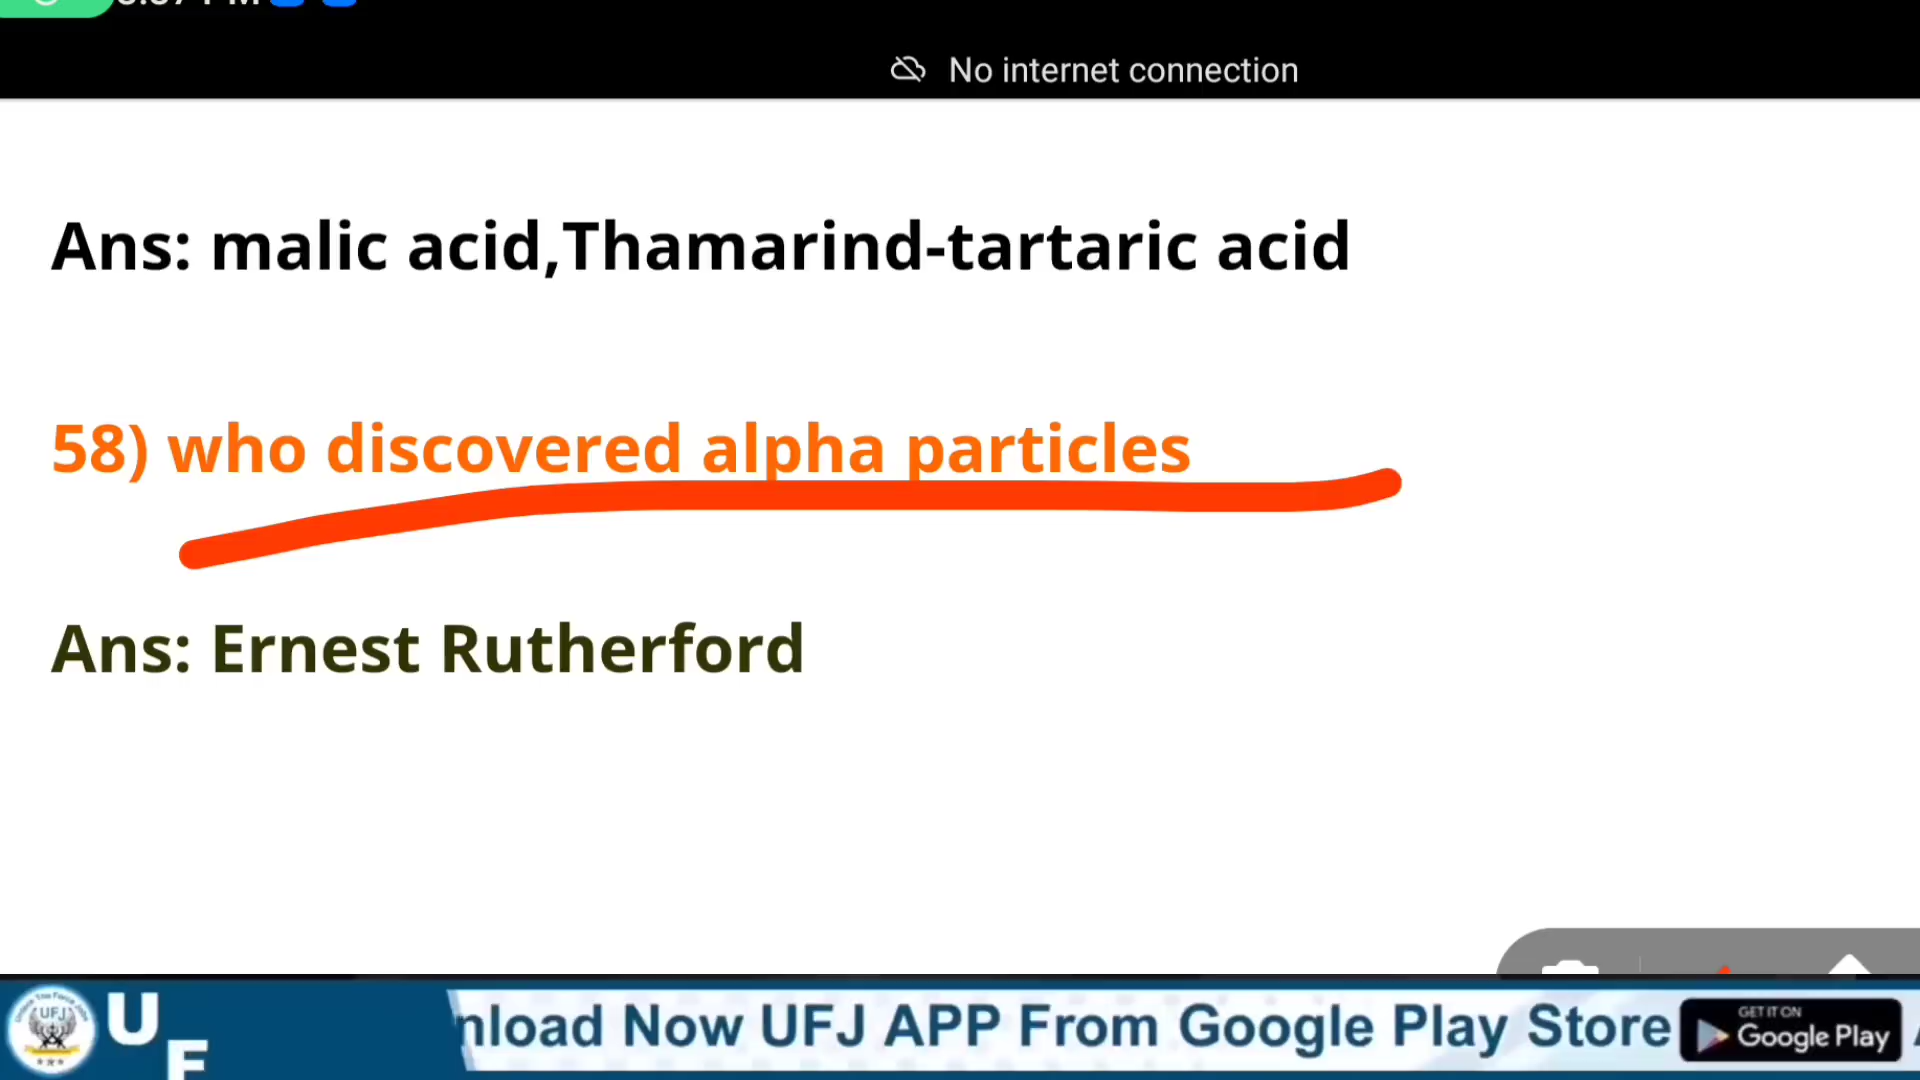 No internet connection
Ans: malic acid,Thamarind-tartaric acid
58) who discovered alpha particles
Ans: Ernest Rutherford
UFJ
U
F
nload Now UFJ APP From Google Play Store
GET IT ON
Google Play